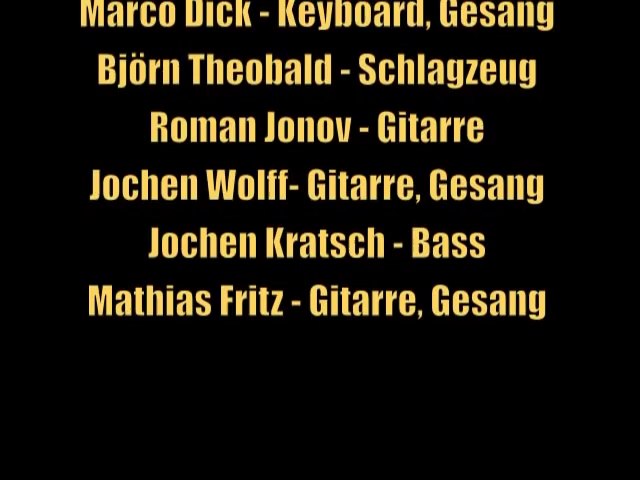 Marco Dick - Keyboard, Gesang
Björn Theobald - Schlagzeug
Roman Jonov - Gitarre
Jochen Wolff- Gitarre, Gesang
Jochen Kratsch - Bass
Mathias Fritz - Gitarre, Gesang